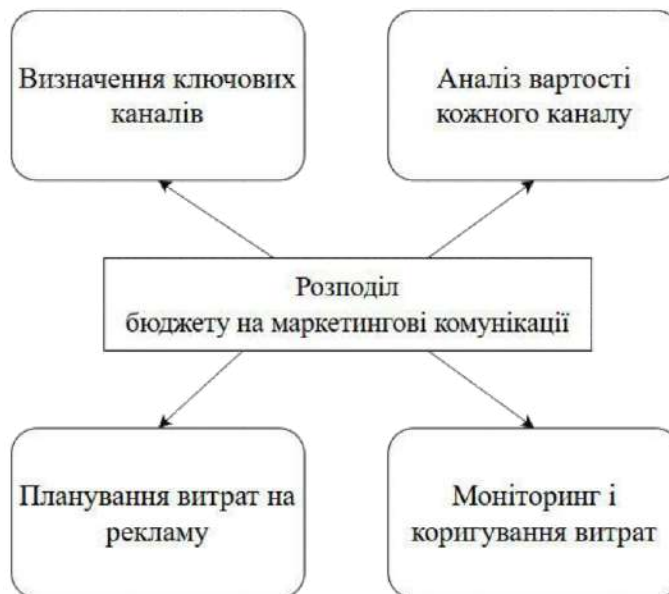 Визначення ключових
каналів
Аналіз вартості
кожного каналу
Розподіл
бюджету на маркетингові комунікації
Планування витрат на
рекламу
Моніторинг і
коригування витрат